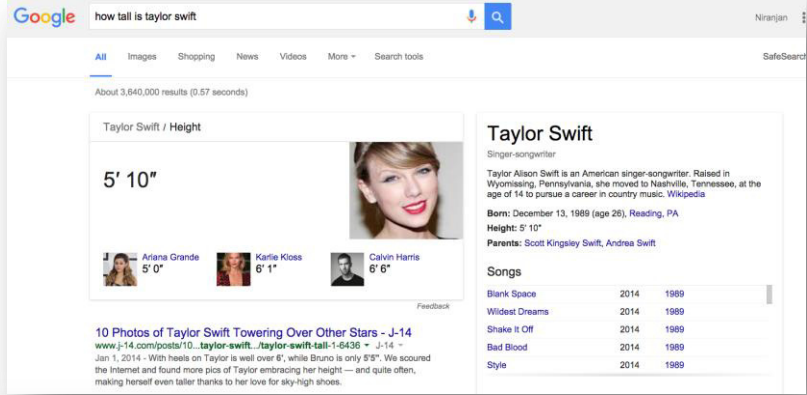 Google
how tall is taylor swift
Niranjan
All Images Shopping News Videos More Search tools
SafeSearch
About 3,640,000 results (0.57 seconds)
Taylor Swift / Height
5' 10"
Ariana Grande
5' 0"
Karlie Kloss
6' 1"
Calvin Harris
6' 6"
Feedback
10 Photos of Taylor Swift Towering Over Other Stars - J-14
www.j-14.com/posts/10...taylor-swift.../taylor-swift-tall-1-6436 J-14
Jan 1, 2014 - With heels on Taylor is well over 6', while Bruno is only 5'5". We scoured
the Internet and found more pics of Taylor embracing her height — and quite often,
making herself even taller thanks to her love for sky-high shoes.
Taylor Swift
Singer-songwriter
Taylor Alison Swift is an American singer-songwriter. Raised in
Wyomissing, Pennsylvania, she moved to Nashville, Tennessee, at the
age of 14 to pursue a career in country music. Wikipedia
Born: December 13, 1989 (age 26), Reading, PA
Height: 5' 10"
Parents: Scott Kingsley Swift, Andrea Swift
Songs
Blank Space 2014 1989
Wildest Dreams 2014 1989
Shake It Off 2014 1989
Bad Blood 2014 1989
Style 2014 1989